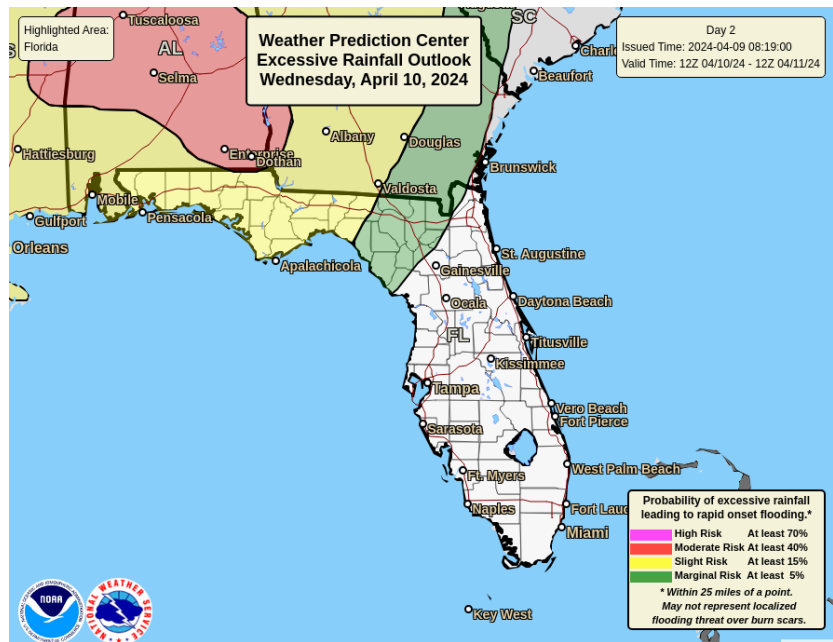 Tuscaloosa
SC
Highlighted Area:
Florida
Weather Prediction Center
Excessive Rainfall Outlook
Wednesday, April 10, 2024
Day 2
Issued Time: 2024-04-09 08:19:00
Valid Time: 12Z 04/10/24 - 12Z 04/11/24
AL
Selma
Beaufort
Albany
Douglas
Hattiesburg
Enterprise
Dothan
Brunswick
Valdosta
Mobile
Pensacola
Gulfport
Orleans
St. Augustine
Apalachicola
Gainesville
Ocala
Daytona Beach
FL
Titusville
Kissimmee
Tampa
Vero Beach
Fort Pierce
Sarasota
West Palm Beach
Ft. Myers
Naples
Fort Laud
Miami
Key West
Probability of excessive rainfall
leading to rapid onset flooding.*
High Risk At least 70%
Moderate Risk At least 40%
Slight Risk At least 15%
Marginal Risk At least 5%
* Within 25 miles of a point.
May not represent localized
flooding threat over burn scars.
NOAA
NATIONAL WEATHER SERVICE